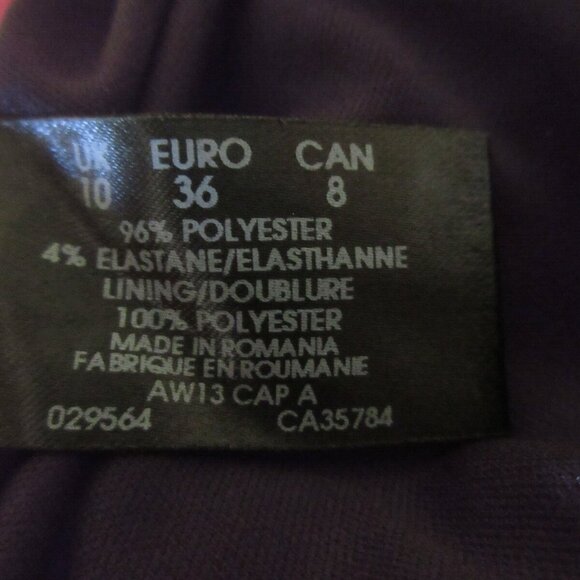 UK EURO CAN
10 36 8
96% POLYESTER
4% ELASTANE/ELASTHANNE
LINING/DOUBLURE
100% POLYESTER
MADE IN ROMANIA
FABRIQUE EN ROUMANIE
AW13 CAP A
029564 CA35784